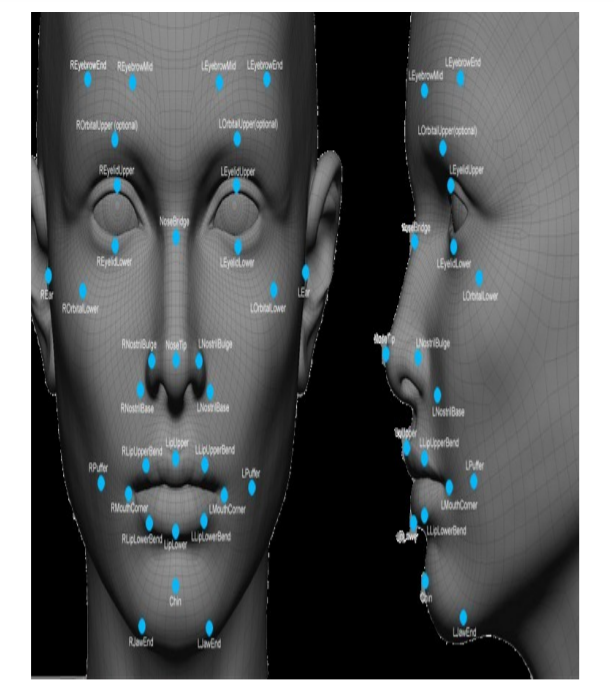 REyebrowEnd REyebrowMid LEyebrowMid LEyebrowEnd
ROrbitalUpper (optional) LOrbitalUpper(optional)
REyelidUpper LEyelidUpper
NoseBridge
REyelidLower LEyelidLower
REar LEar
ROrbitalLower LOrbitalLower
RNostrilBulge NoseTip LNostrilBulge
RNostrilBase LNostrilBase
LipUpper
RLipUpperBend LLipUpperBend
RPuffer LPuffer
RMouthCorner LMouthCorner
RLipLowerBend LipLower LLipLowerBend
Chin
RJawEnd LJawEnd
LEyebrowMid LEyebrowEnd
LOrbitalUpper(optional)
LEyelidUpper
LEyelidLower
LOrbitalLower
LNostrilBulge
LNostrilBase
LLipUpperBend
LPuffer
LMouthCorner
LLipLowerBend
Chin
LJawEnd